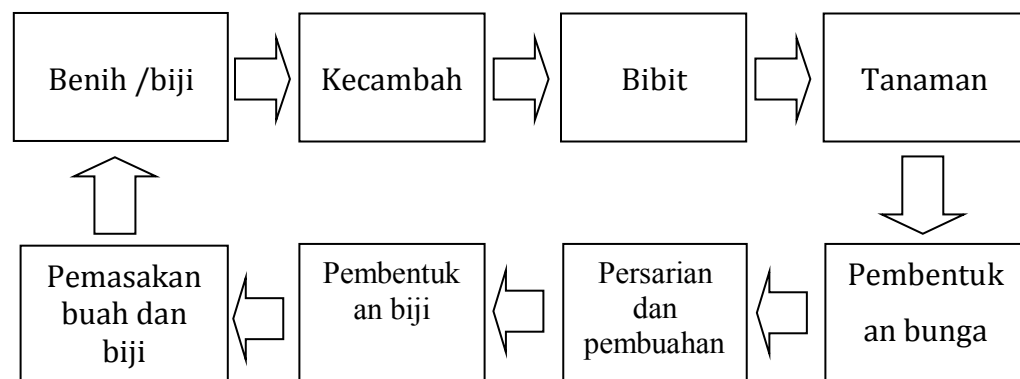 Benih /biji
Kecambah
Bibit
Tanaman
Pemasakan
buah dan
biji
Pembentuk
an biji
Persarian
dan
pembuahan
Pembentuk
an bunga